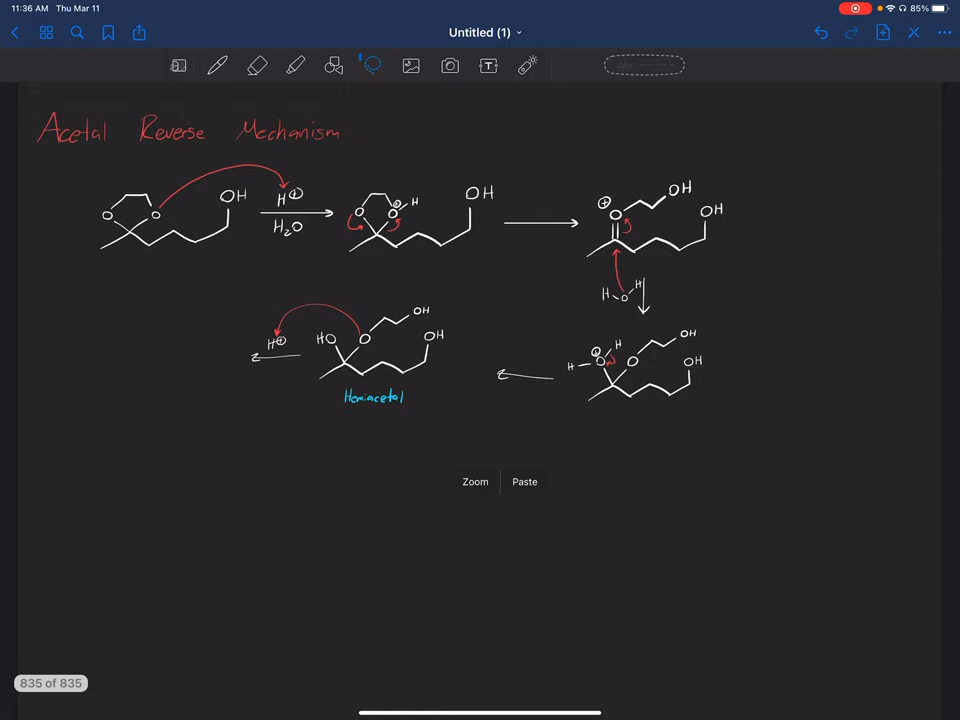 11:36 AM Thu Mar 11
85%
Untitled (1)
Acetal Reverse Mechanism
O O OH
H⊕
H₂O
O O⊕ H OH
⊕ O OH OH
H O H
H O⊕ H O OH OH
H⊕
HO O OH OH
Hemiacetal
Zoom Paste
835 of 835